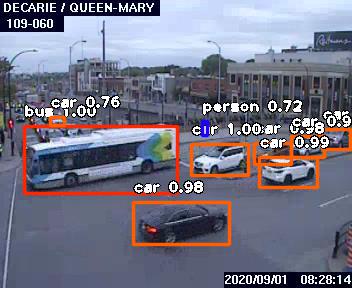 DECARIE / QUEEN-MARY
109-060
car 0.76
bus 1.00
person 0.72
car 1.00
car 0.98
car 0.99
car 0.98
2020/09/01 08:28:14